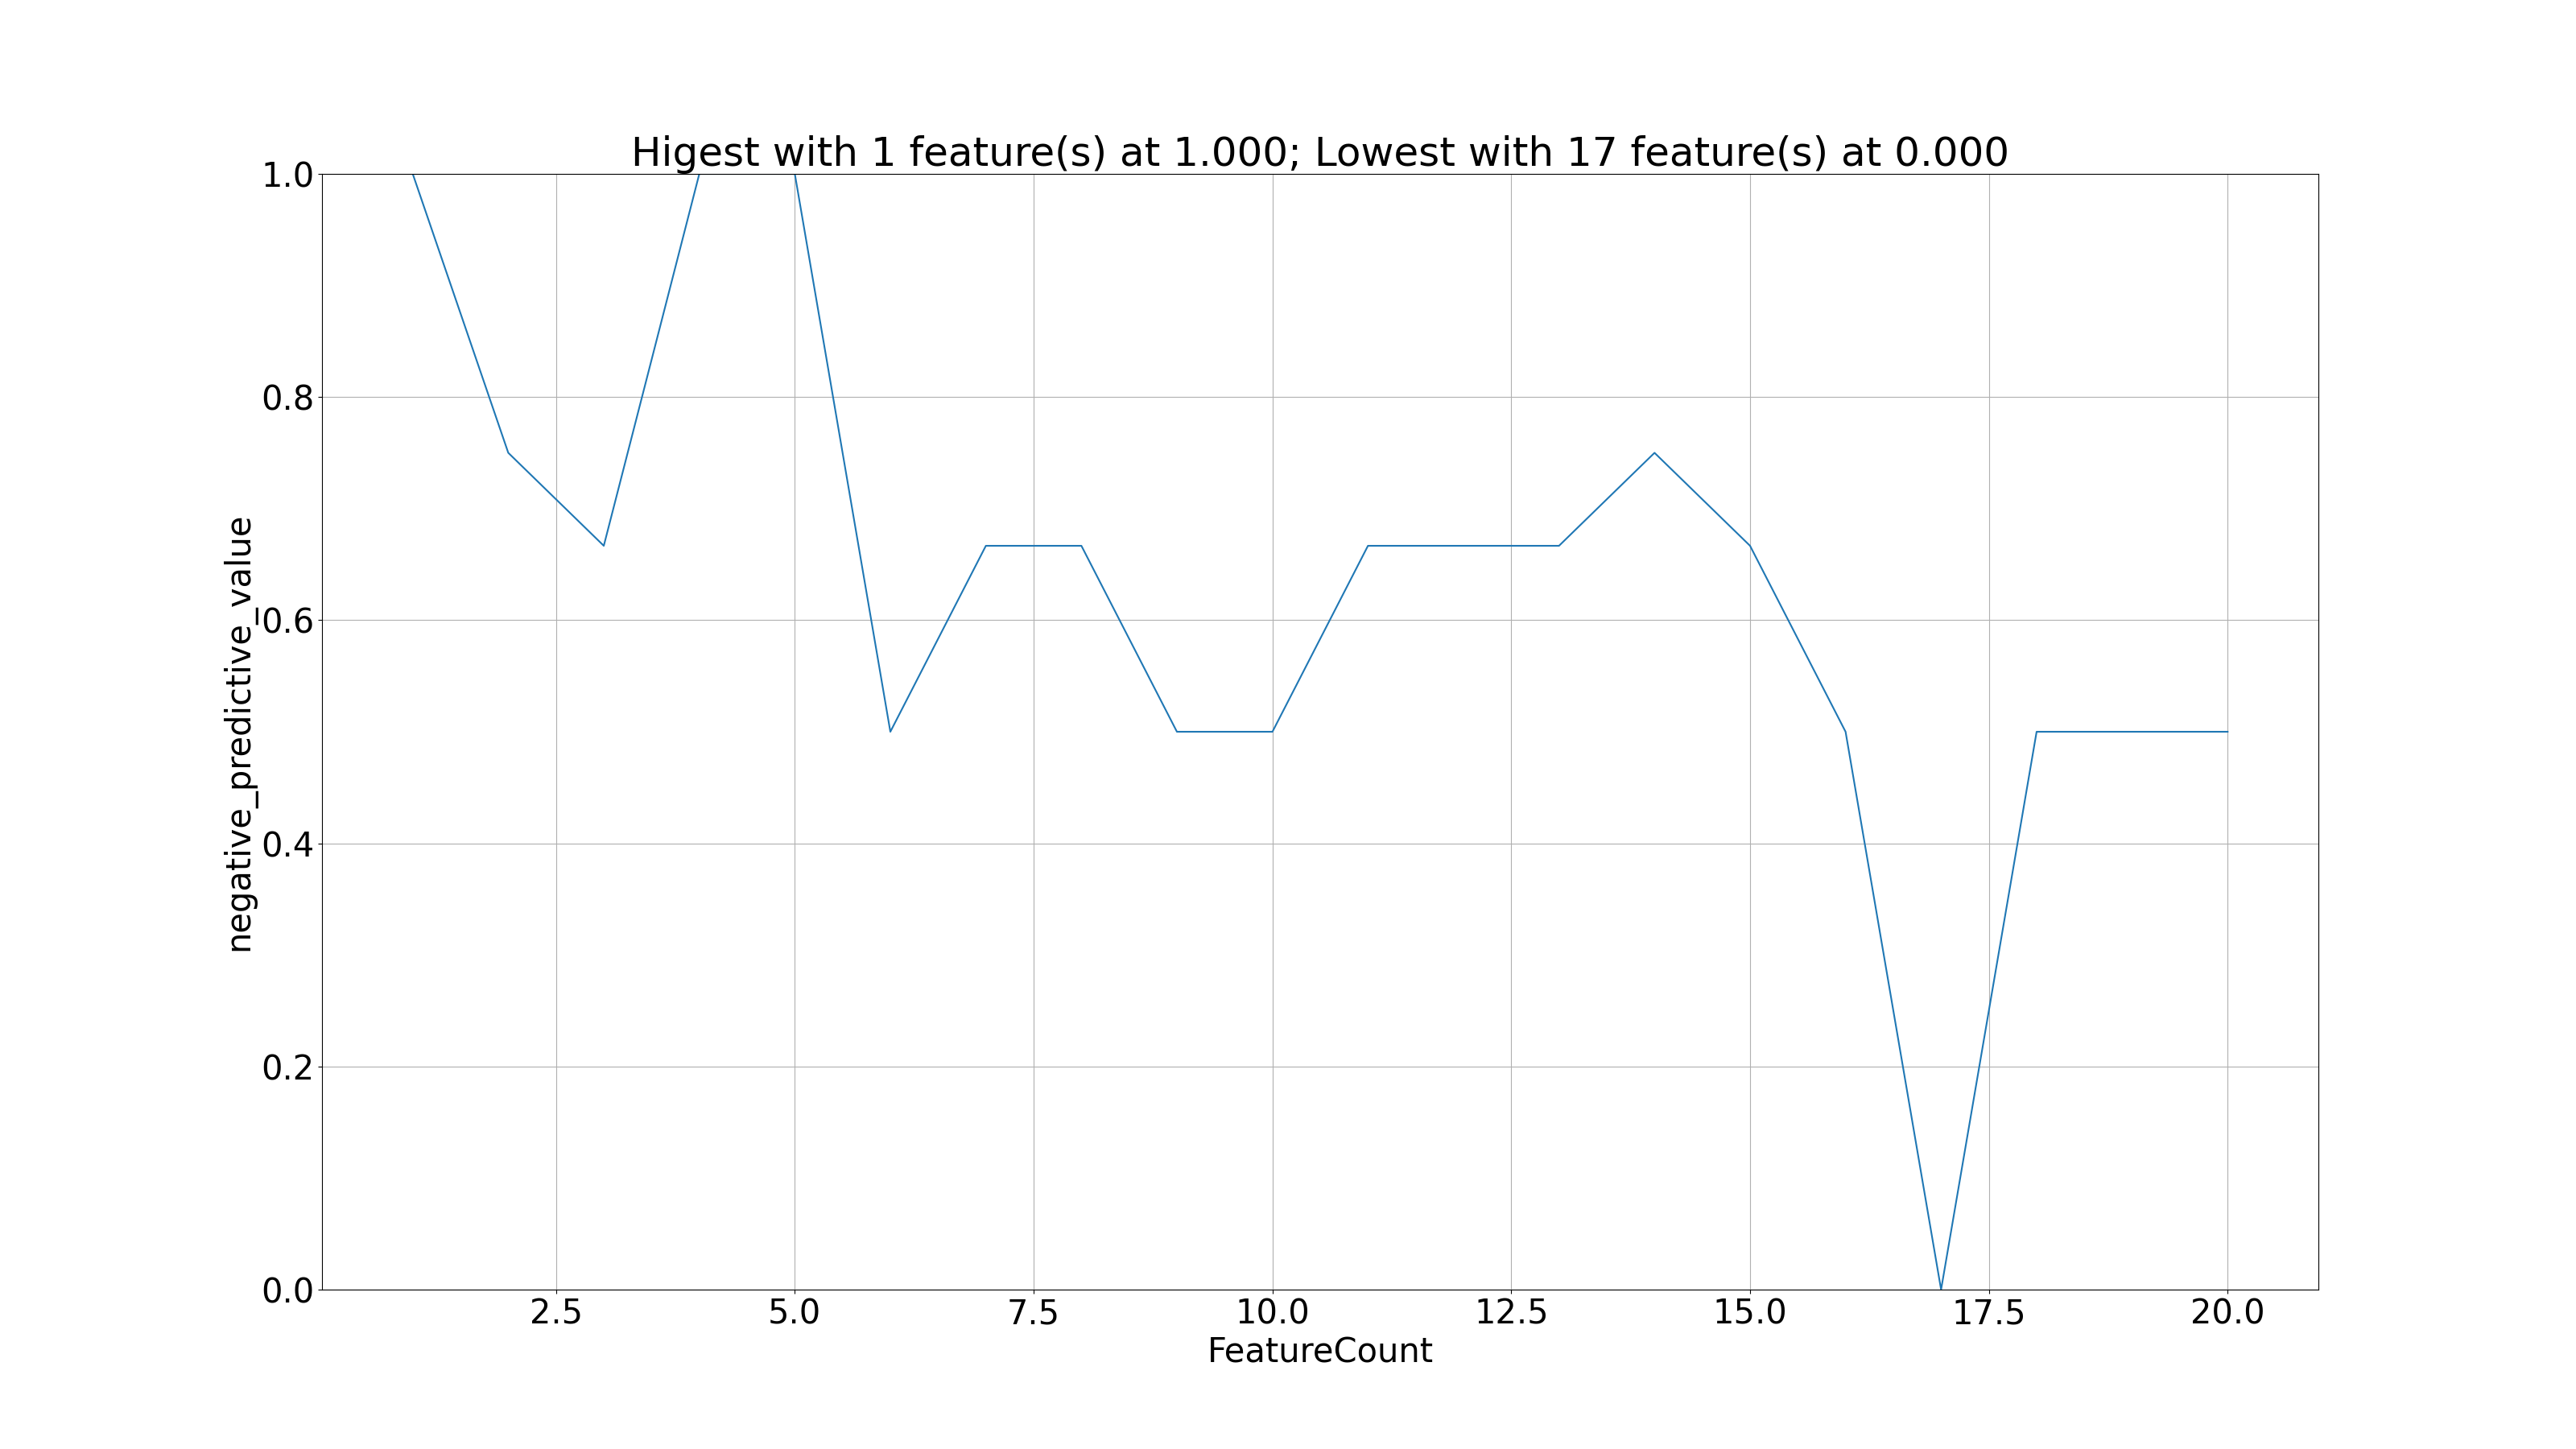 Higest with 1 feature(s) at 1.000; Lowest with 17 feature(s) at 0.000
negative_predictive_value
1.0
0.8
0.6
0.4
0.2
0.0
2.5 5.0 7.5 10.0 12.5 15.0 17.5 20.0
FeatureCount